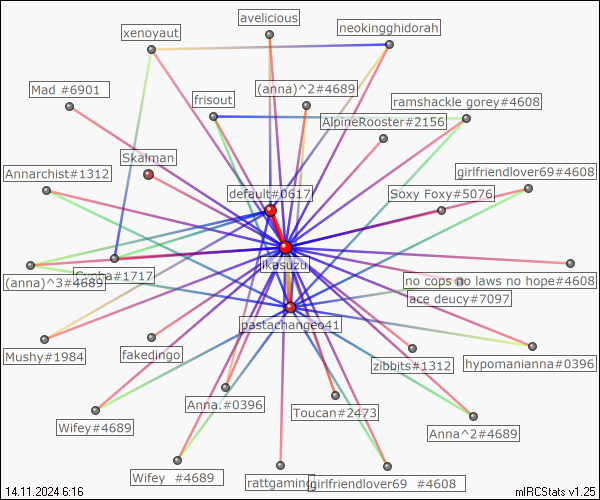 avelicious
xenoyaut
neokingghidorah
Mad #6901
frisout
(anna)^2#4689
ramshackle gorey#4608
AlpineRooster#2156
Skalman
Annarchist#1312
girlfriendlover69#4608
default#0617
Soxy Foxy#5076
ikasuzu
(anna)^3#4689
#1717
no cops no laws no hope#4608
ace deucy#7097
pastachangeo41
Mushy#1984
fakedingo
zibbits#1312
hypomanianna#0396
Anna.#0396
Toucan#2473
Wifey#4689
Anna^2#4689
Wifey #4689
rattgaming
girlfriendlover69 #4608
14.11.2024 6:16
mIRCStats v1.25